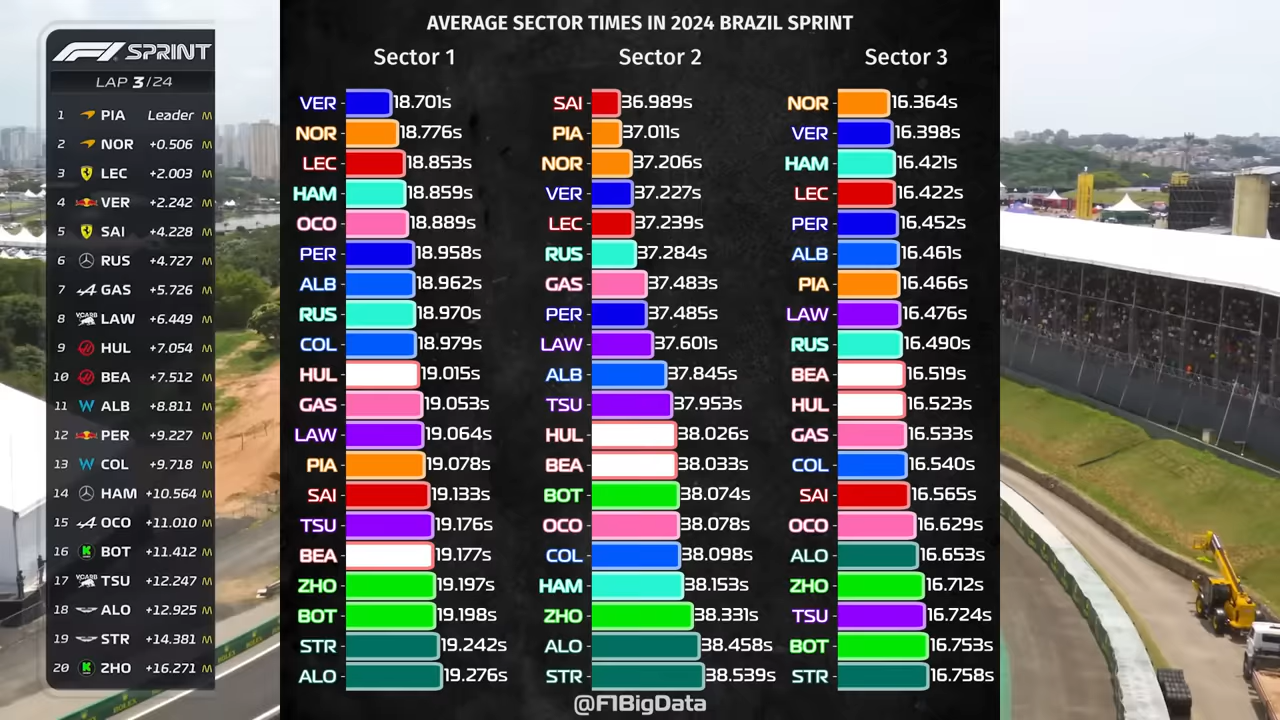 F1 SPRINT
LAP 3/24
1 PIA Leader M
2 NOR +0.506 M
3 LEC +2.003 M
4 VER +2.242 M
5 SAI +4.228 M
6 RUS +4.727 M
7 GAS +5.726 M
8 VCARB LAW +6.449 M
9 HUL +7.054 M
10 BEA +7.512 M
11 ALB +8.811 M
12 PER +9.227 M
13 COL +9.718 M
14 HAM +10.564 M
15 OCO +11.010 M
16 K BOT +11.412 M
17 VCARB TSU +12.247 M
18 ALO +12.925 M
19 STR +14.381 M
20 K ZHO +16.271 M
AVERAGE SECTOR TIMES IN 2024 BRAZIL SPRINT
Sector 1
VER 18.701s
NOR 18.776s
LEC 18.853s
HAM 18.859s
OCO 18.889s
PER 18.958s
ALB 18.962s
RUS 18.970s
COL 18.979s
HUL 19.015s
GAS 19.053s
LAW 19.064s
PIA 19.078s
SAI 19.133s
TSU 19.176s
BEA 19.177s
ZHO 19.197s
BOT 19.198s
STR 19.242s
ALO 19.276s
Sector 2
SAI 36.989s
PIA 37.011s
NOR 37.206s
VER 37.227s
LEC 37.239s
RUS 37.284s
GAS 37.483s
PER 37.485s
LAW 37.601s
ALB 37.845s
TSU 37.953s
HUL 38.026s
BEA 38.033s
BOT 38.074s
OCO 38.078s
COL 38.098s
HAM 38.153s
ZHO 38.331s
ALO 38.458s
STR 38.539s
Sector 3
NOR 16.364s
VER 16.398s
HAM 16.421s
LEC 16.422s
PER 16.452s
ALB 16.461s
PIA 16.466s
LAW 16.476s
RUS 16.490s
BEA 16.519s
HUL 16.523s
GAS 16.533s
COL 16.540s
SAI 16.565s
OCO 16.629s
ALO 16.653s
ZHO 16.712s
TSU 16.724s
BOT 16.753s
STR 16.758s
@F1BigData